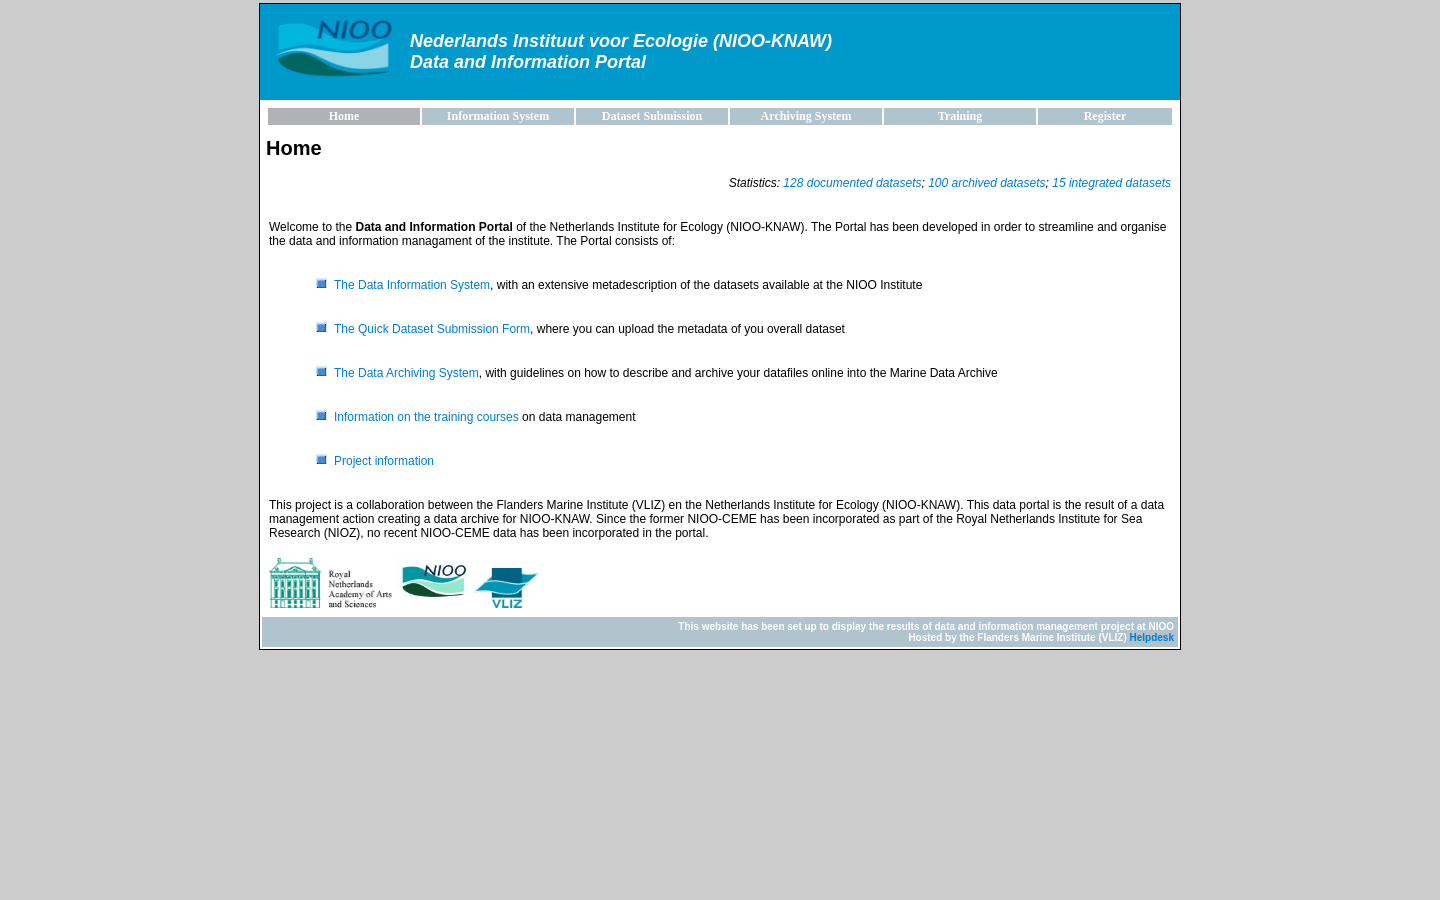 NIOO
Nederlands Instituut voor Ecologie (NIOO-KNAW)
Data and Information Portal
Home
Information System
Dataset Submission
Archiving System
Training
Register
Home
Statistics: 128 documented datasets; 100 archived datasets; 15 integrated datasets
Welcome to the Data and Information Portal of the Netherlands Institute for Ecology (NIOO-KNAW). The Portal has been developed in order to streamline and organise
the data and information managament of the institute. The Portal consists of:
The Data Information System, with an extensive metadescription of the datasets available at the NIOO Institute
The Quick Dataset Submission Form, where you can upload the metadata of you overall dataset
The Data Archiving System, with guidelines on how to describe and archive your datafiles online into the Marine Data Archive
Information on the training courses on data management
Project information
This project is a collaboration between the Flanders Marine Institute (VLIZ) en the Netherlands Institute for Ecology (NIOO-KNAW). This data portal is the result of a data
management action creating a data archive for NIOO-KNAW. Since the former NIOO-CEME has been incorporated as part of the Royal Netherlands Institute for Sea
Research (NIOZ), no recent NIOO-CEME data has been incorporated in the portal.
Royal
Netherlands
Academy of Arts
and Sciences
NIOO
VLIZ
This website has been set up to display the results of data and information management project at NIOO
Hosted by the Flanders Marine Institute (VLIZ) Helpdesk